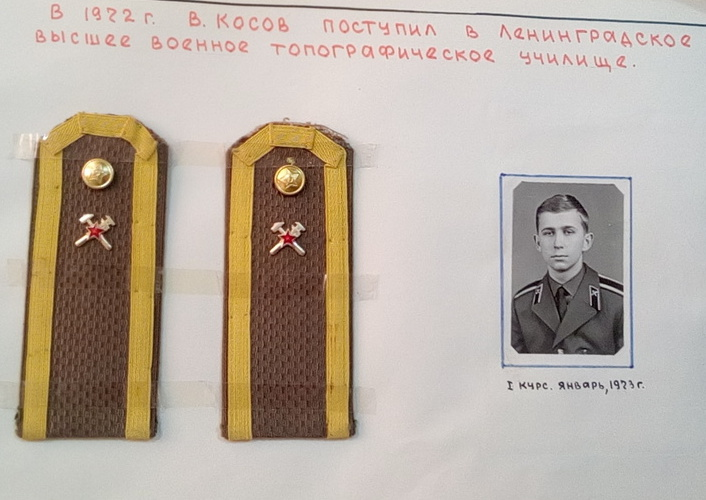 В 1972 г. В. Косов поступил в Ленинградское
высшее военное топографическое училище.
I курс. январь, 1973 г.